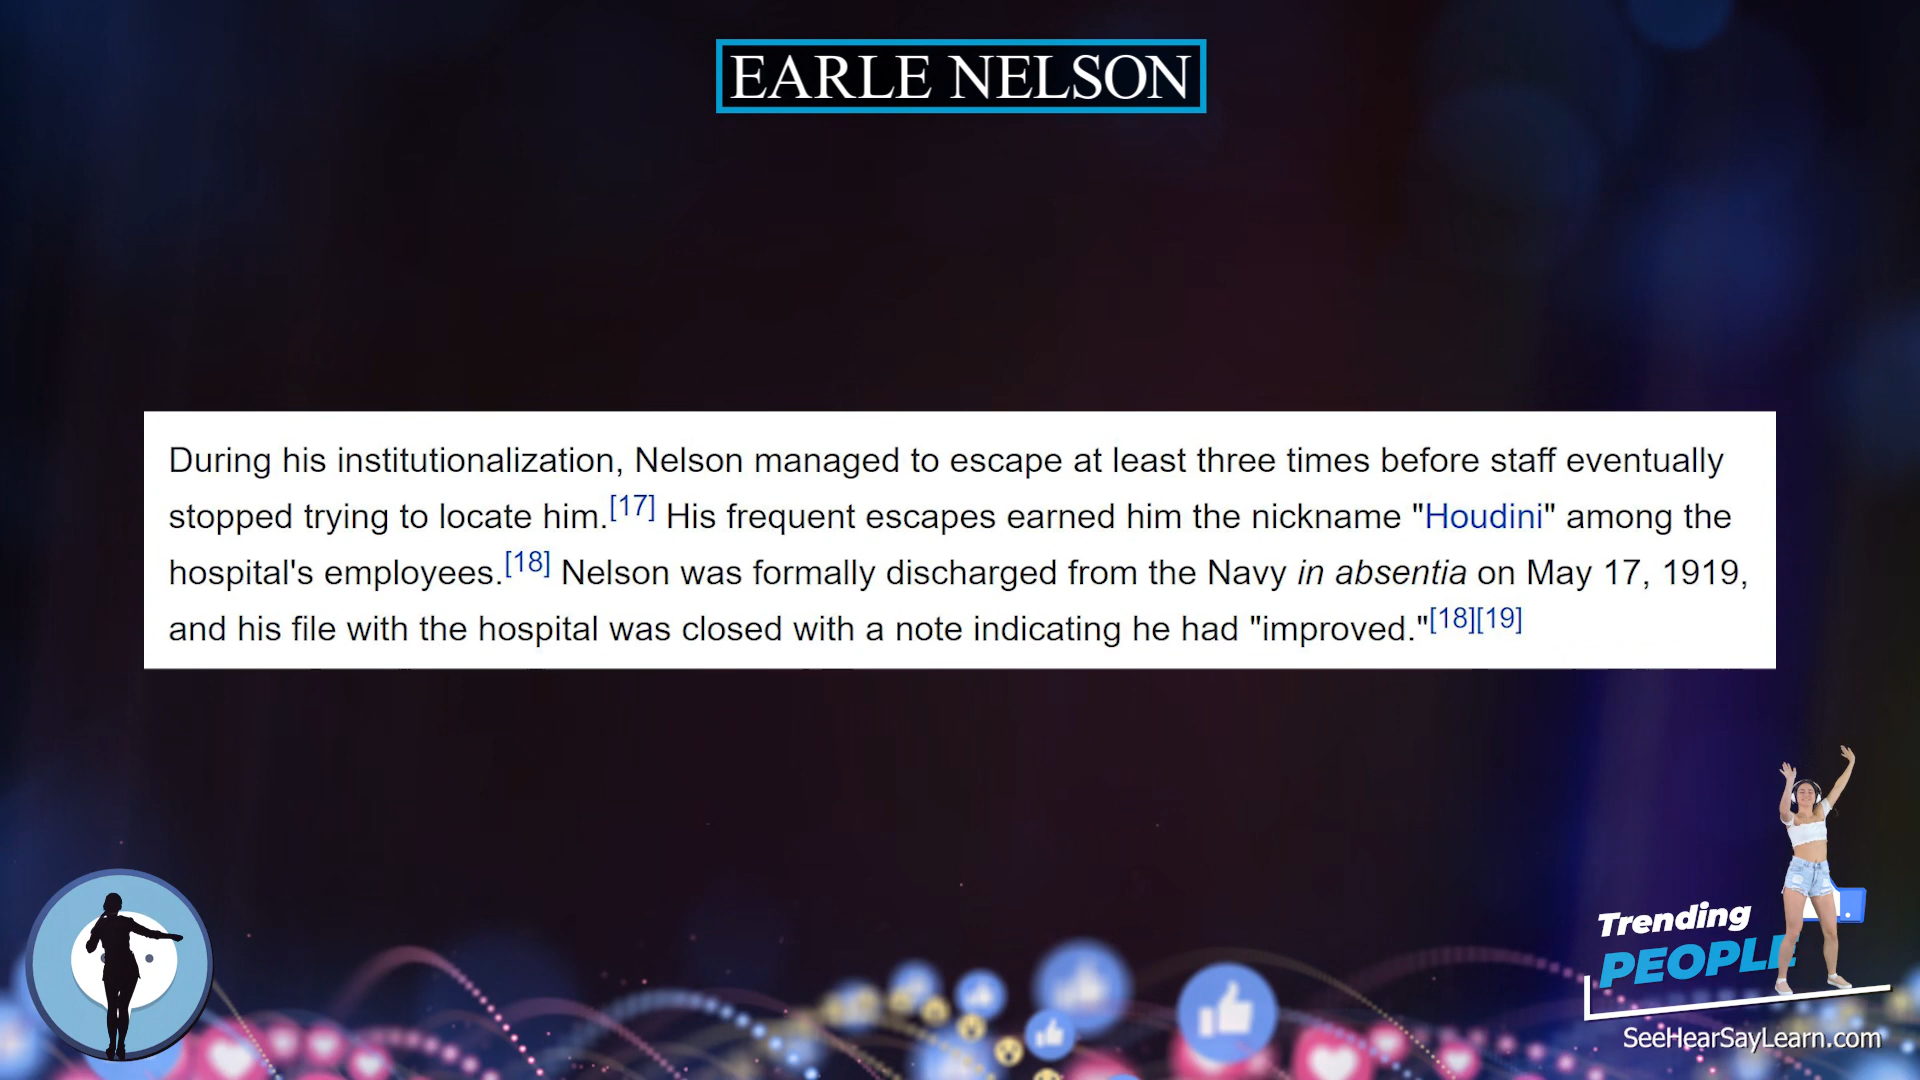 EARLE NELSON
During his institutionalization, Nelson managed to escape at least three times before staff eventually
stopped trying to locate him.[17] His frequent escapes earned him the nickname "Houdini" among the
hospital's employees.[18] Nelson was formally discharged from the Navy in absentia on May 17, 1919,
and his file with the hospital was closed with a note indicating he had "improved."[18][19]
Trending
PEOPLE
SeeHearSayLearn.com